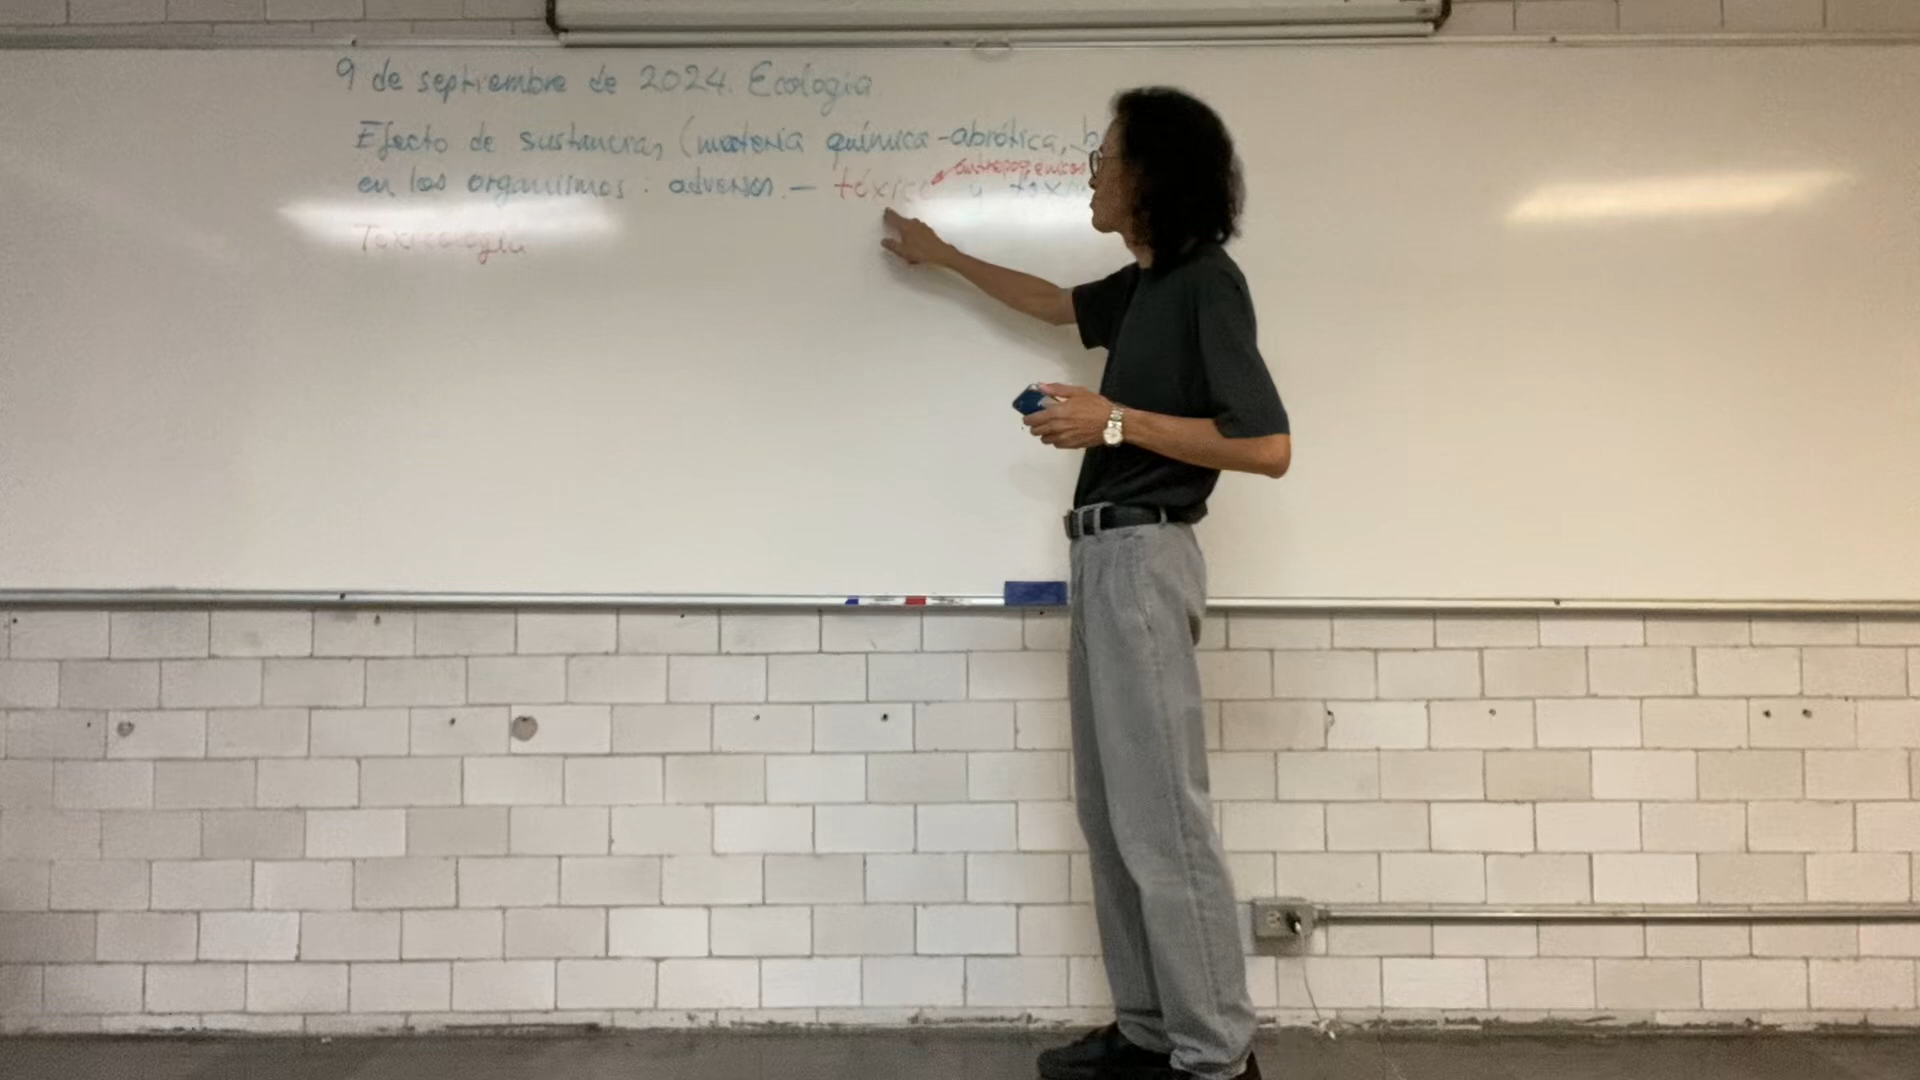 9 de septiembre de 2024. Ecología
Efecto de sustancias (materia química-abiótica, b
antropogénicos
en los organismos: adversos. — tóxico y toxi
Toxicología